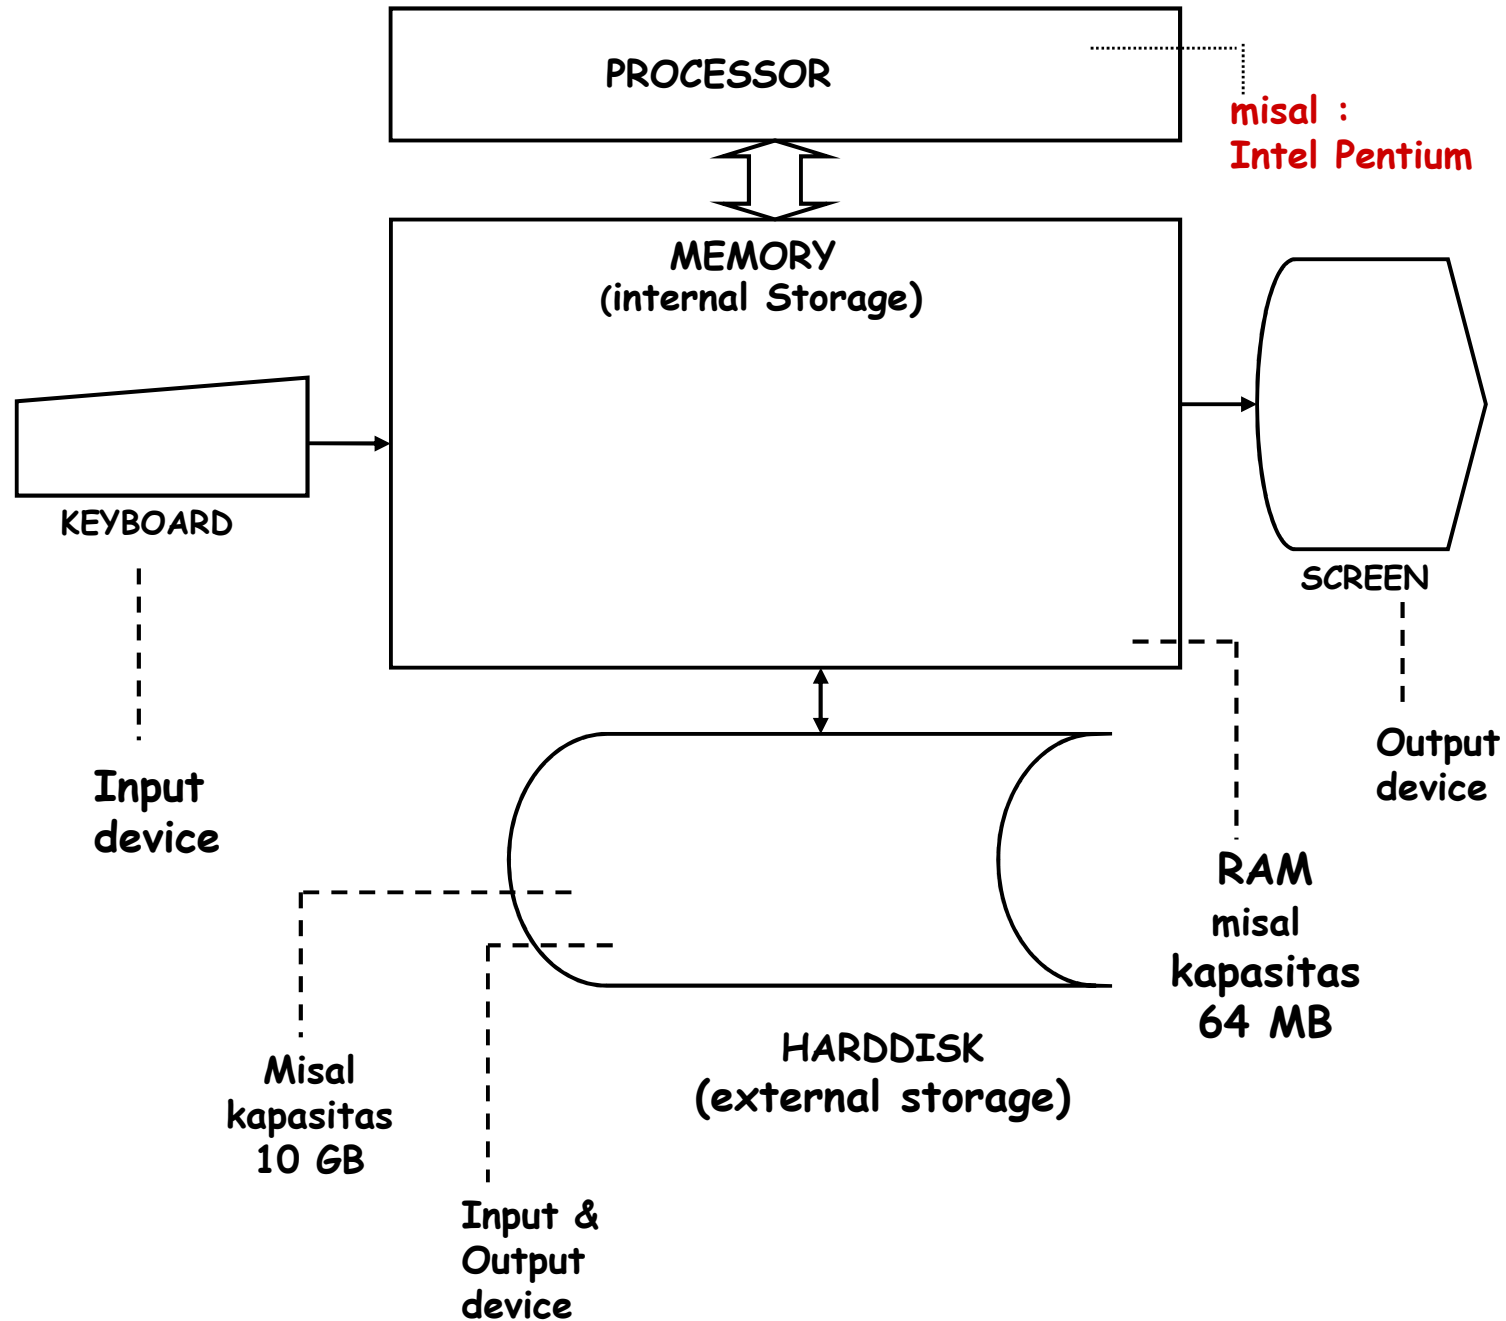 PROCESSOR
misal :
Intel Pentium
MEMORY
(internal Storage)
KEYBOARD
SCREEN
Input
device
Output
device
RAM
misal
kapasitas
64 MB
HARDDISK
(external storage)
Misal
kapasitas
10 GB
Input &
Output
device